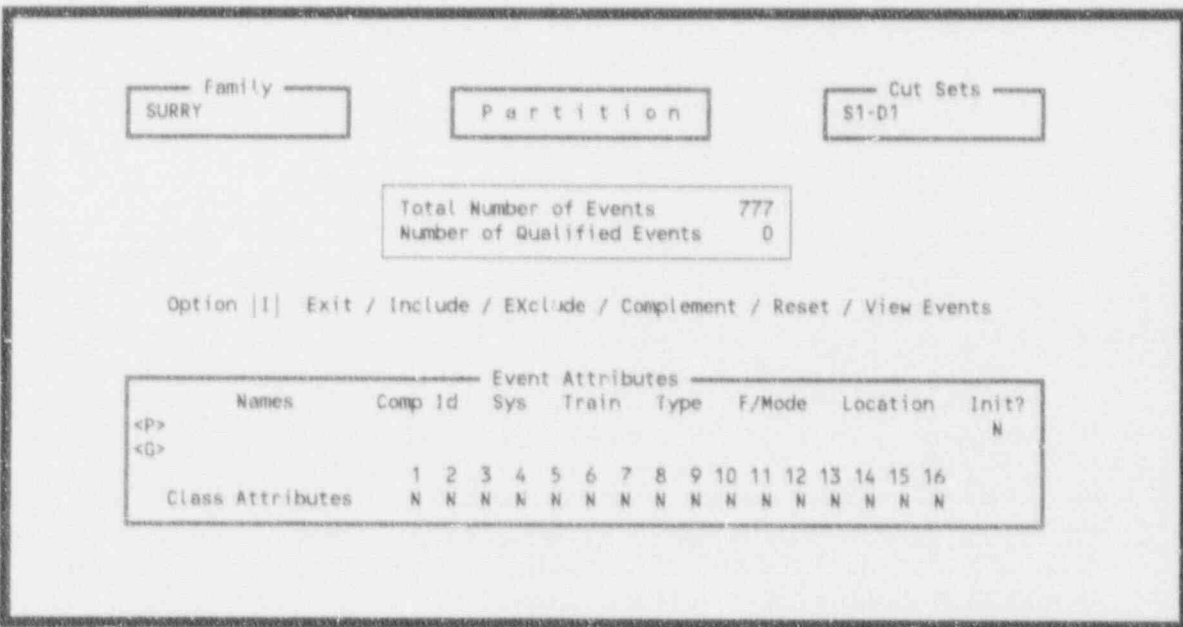 Family
SURRY
Partition
Cut Sets
S1-D1
Total Number of Events 777
Number of Qualified Events 0
Option |I| Exit / Include / EXclude / Complement / Reset / View Events
Event Attributes
Names Comp Id Sys Train Type F/Mode Location Init?
<P> N
<G>
1 2 3 4 5 6 7 8 9 10 11 12 13 14 15 16
Class Attributes N N N N N N N N N N N N N N N N